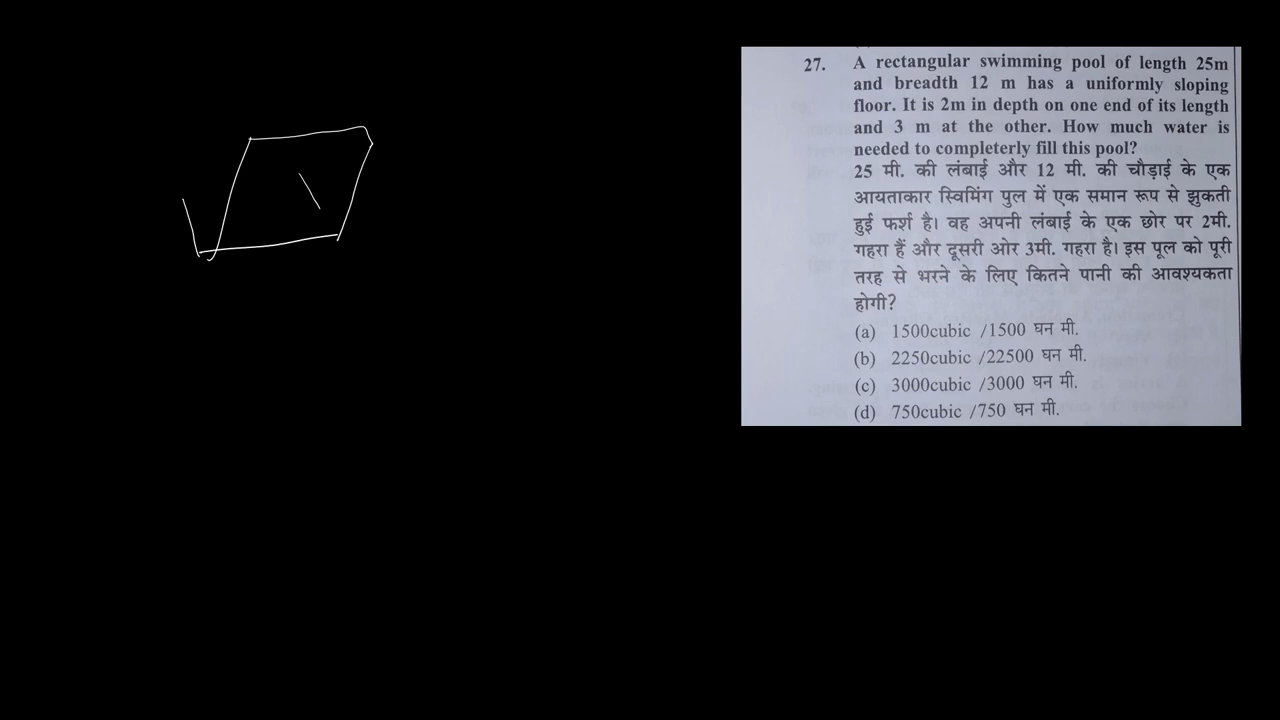 27. A rectangular swimming pool of length 25m
and breadth 12 m has a uniformly sloping
floor. It is 2m in depth on one end of its length
and 3 m at the other. How much water is
needed to completerly fill this pool?
25 मी. की लंबाई और 12 मी. की चौड़ाई के एक
आयताकार स्विमिंग पुल में एक समान रूप से झुकती
हुई फर्श है। वह अपनी लंबाई के एक छोर पर 2मी.
गहरा हैं और दूसरी ओर 3मी. गहरा है। इस पूल को पूरी
तरह से भरने के लिए कितने पानी की आवश्यकता
होगी?
(a) 1500cubic /1500 घन मी.
(b) 2250cubic /22500 घन मी.
(c) 3000cubic /3000 घन मी.
(d) 750cubic /750 घन मी.